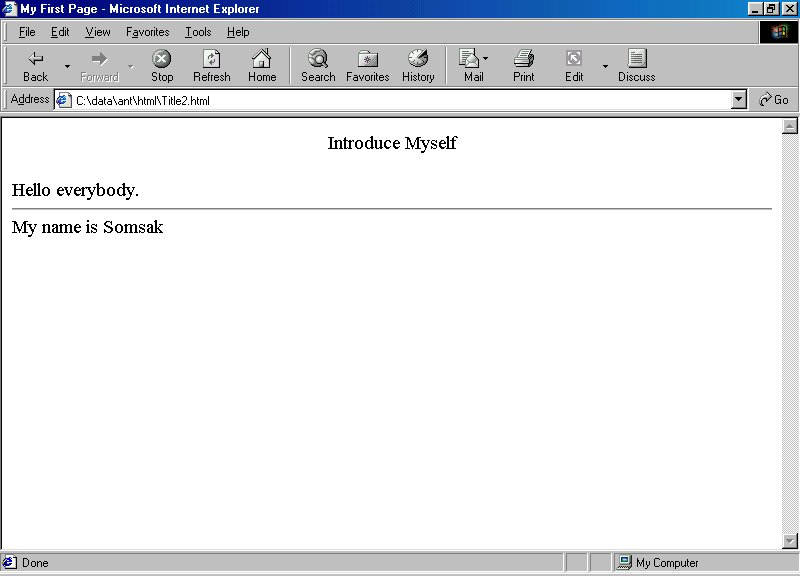 My First Page - Microsoft Internet Explorer
File Edit View Favorites Tools Help
Back Forward Stop Refresh Home Search Favorites History Mail Print Edit Discuss
Address C:\data\ant\html\Title2.html Go
Introduce Myself
Hello everybody.
My name is Somsak
Done My Computer